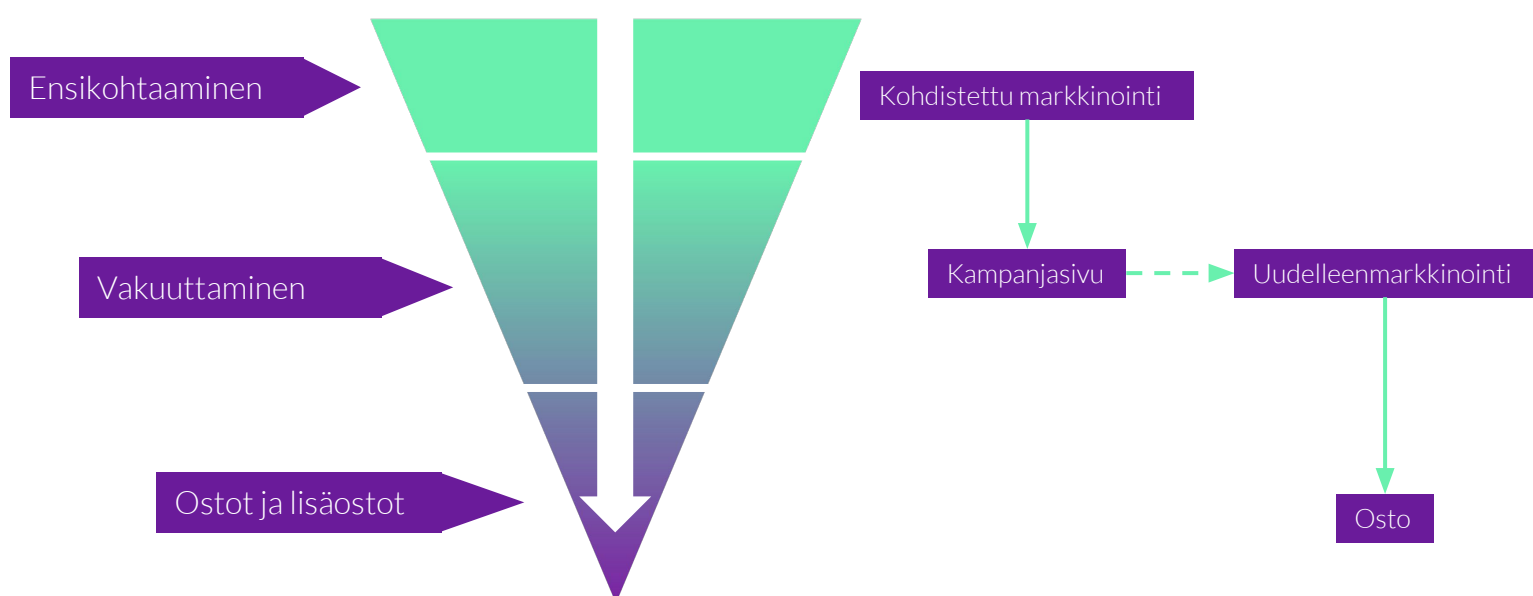 Ensikohtaaminen
Kohdistettu markkinointi
Vakuuttaminen
Kampanjasivu
Uudelleenmarkkinointi
Ostot ja lisäostot
Osto